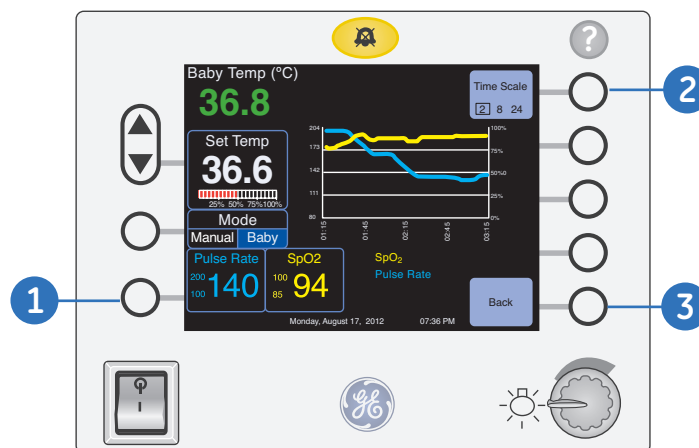 ?
Baby Temp (ºC)
36.8
Time Scale
2 8 24
2
Set Temp
36.6
25% 50% 75%100%
204
173
142
111
80
100%
75%
50%0
25%
0%
01:15
01:45
02:15
02:45
03:15
Mode
Manual Baby
Pulse Rate
200
100
140
SpO2
100
85
94
SpO2
Pulse Rate
Back
1
3
Monday, August 17, 2012 07:36 PM
I
GE